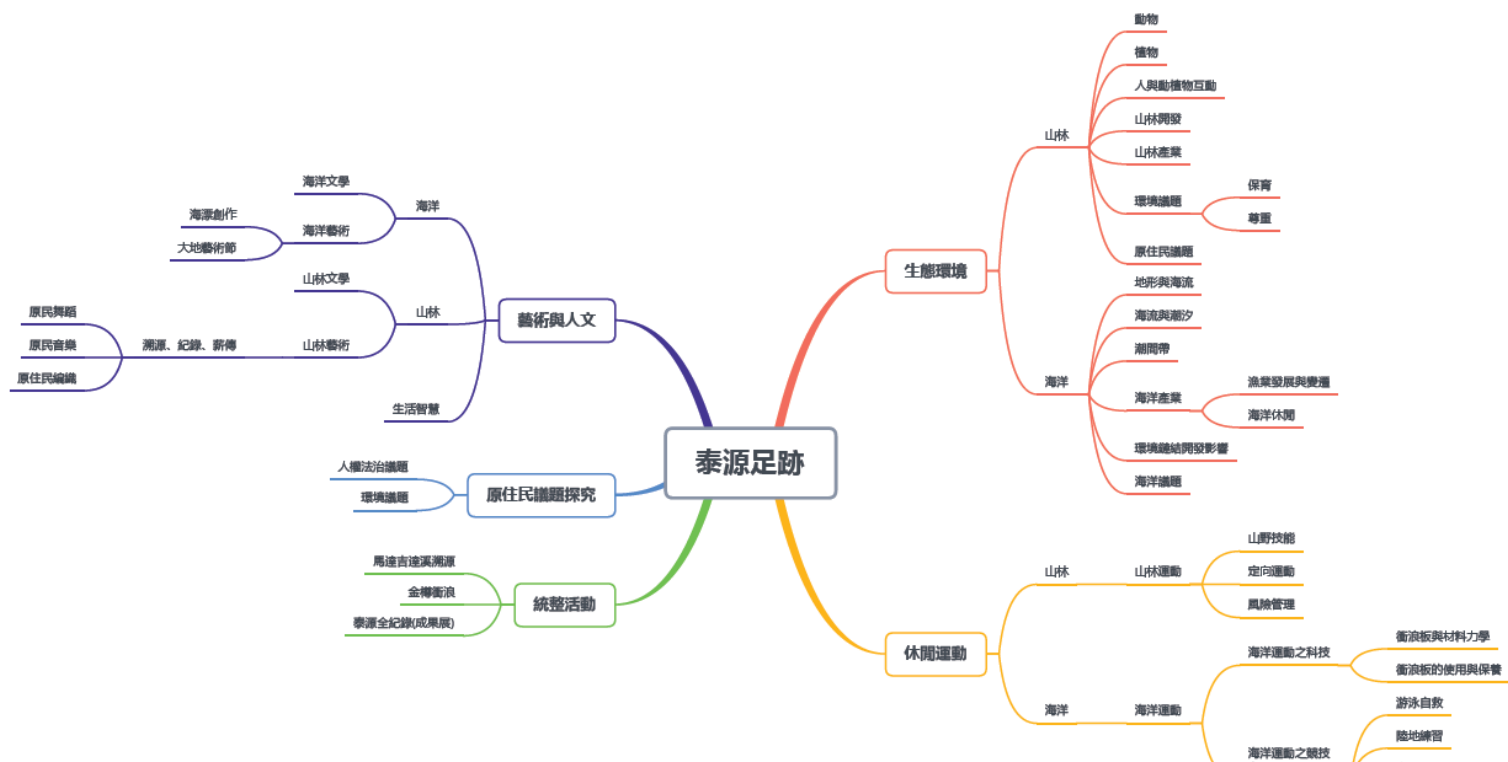 泰源足跡
生態環境
山林
動物
植物
人與動植物互動
山林開發
山林產業
環境議題
保育
尊重
原住民議題
海洋
地形與海流
海流與潮汐
潮間帶
海洋產業
漁業發展與變遷
海洋休閒
環境鏈結開發影響
海洋議題
休閒運動
山林
山林運動
山野技能
定向運動
風險管理
海洋
海洋運動
海洋運動之科技
衝浪板與材料力學
衝浪板的使用與保養
海洋運動之競技
游泳自救
陸地練習
藝術與人文
海洋
海洋文學
海洋藝術
海漂創作
大地藝術節
山林
山林文學
山林藝術
溯源、紀錄、薪傳
原民舞蹈
原民音樂
原住民編織
生活智慧
原住民議題探究
人權法治議題
環境議題
統整活動
馬達吉達溪溯源
金樽衝浪
泰源全紀錄(成果展)